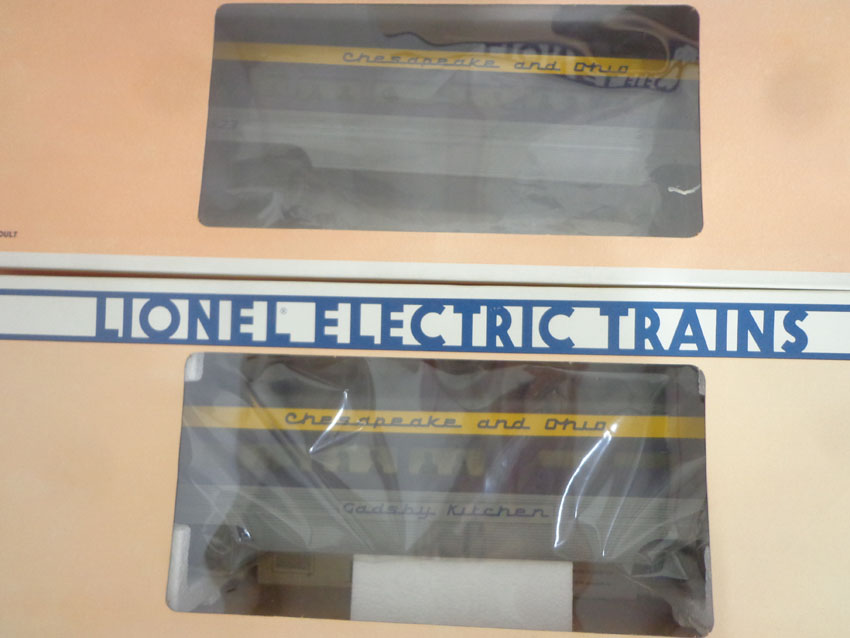 Chesapeake and Ohio
LIONEL® ELECTRIC TRAINS
Chesapeake and Ohio
Gadsby Kitchen